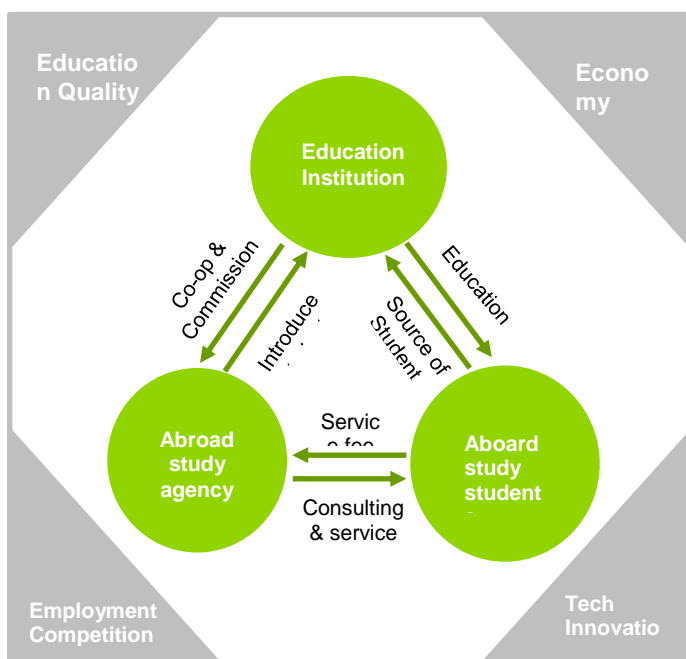 Educatio
n Quality
Econo
my
Education
Institution
Co-op &
Commission
Introduce
Source of
Student
Education
Abroad
study
agency
Servic
e fee
Consulting
& service
Aboard
study
student
Employment
Competition
Tech
Innovatio